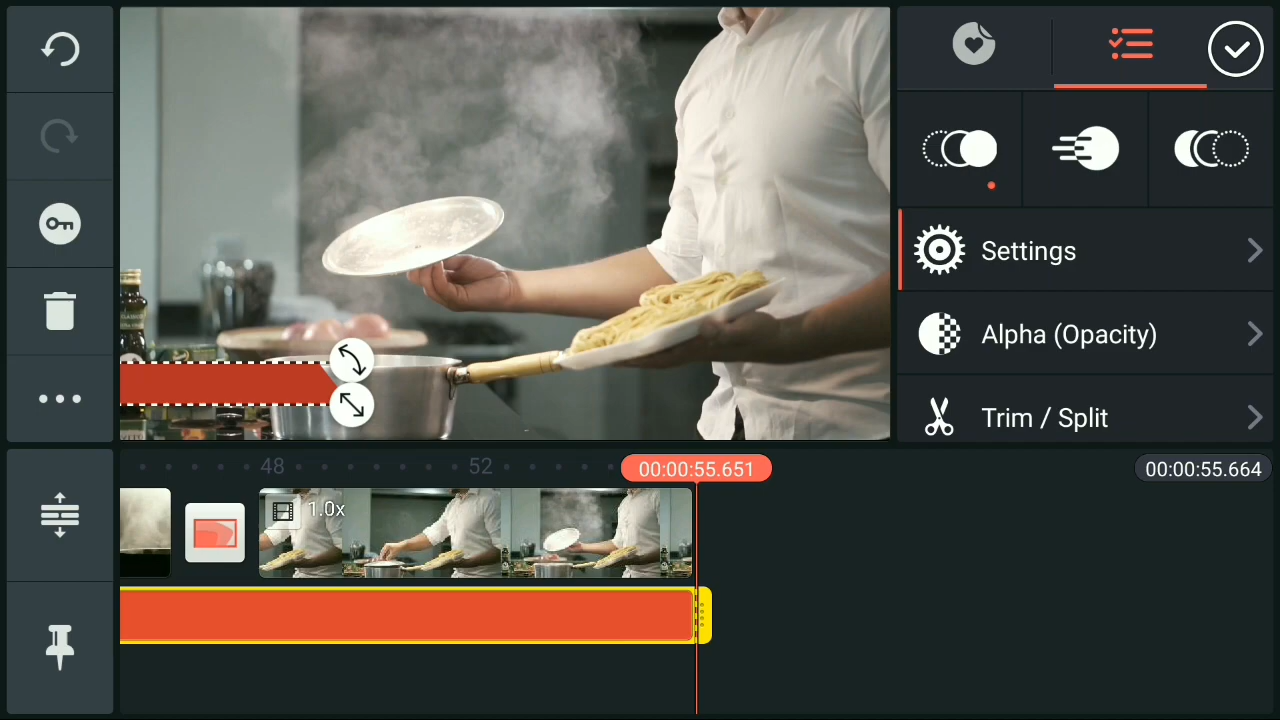 Settings
Alpha (Opacity)
Trim / Split
48
52
00:00:55.651
00:00:55.664
1.0x